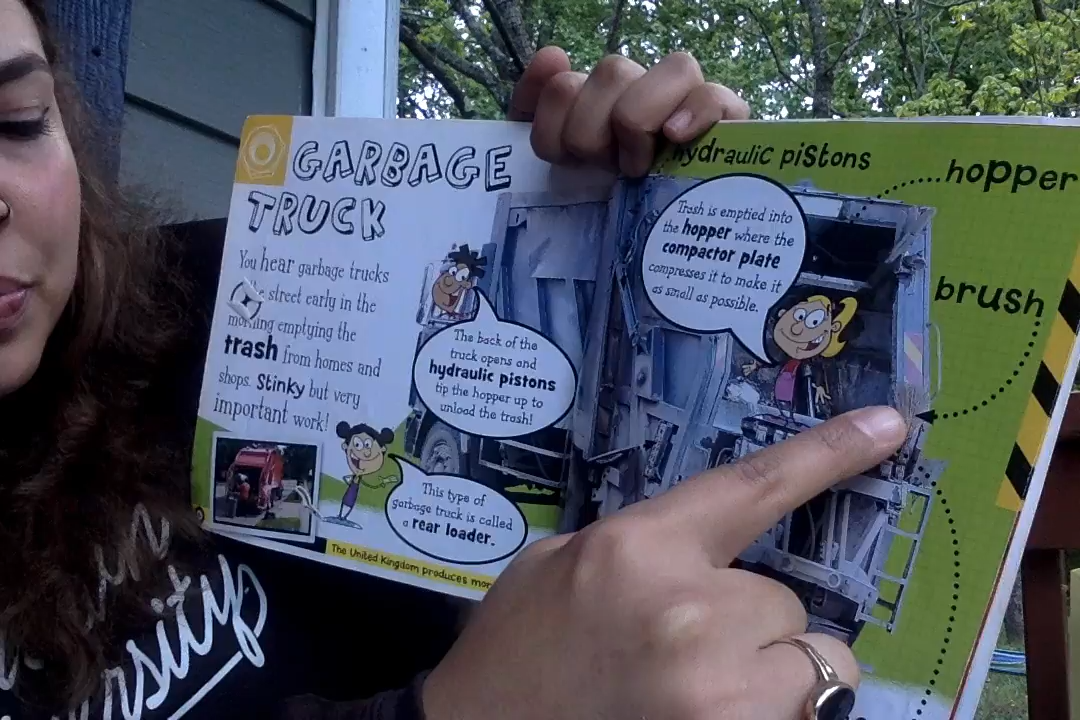 GARBAGE
TRUCK
You hear garbage trucks
street early in the
morning emptying the
trash from homes and
shops. Stinky but very
important work!
The back of the
truck opens and
hydraulic pistons
tip the hopper up to
unload the trash!
This type of
garbage truck is called
a rear loader.
The United Kingdom produces mor
hydraulic pistons
hopper
Trash is emptied into
the hopper where the
compactor plate
compresses it to make it
as small as possible.
brush
rsity